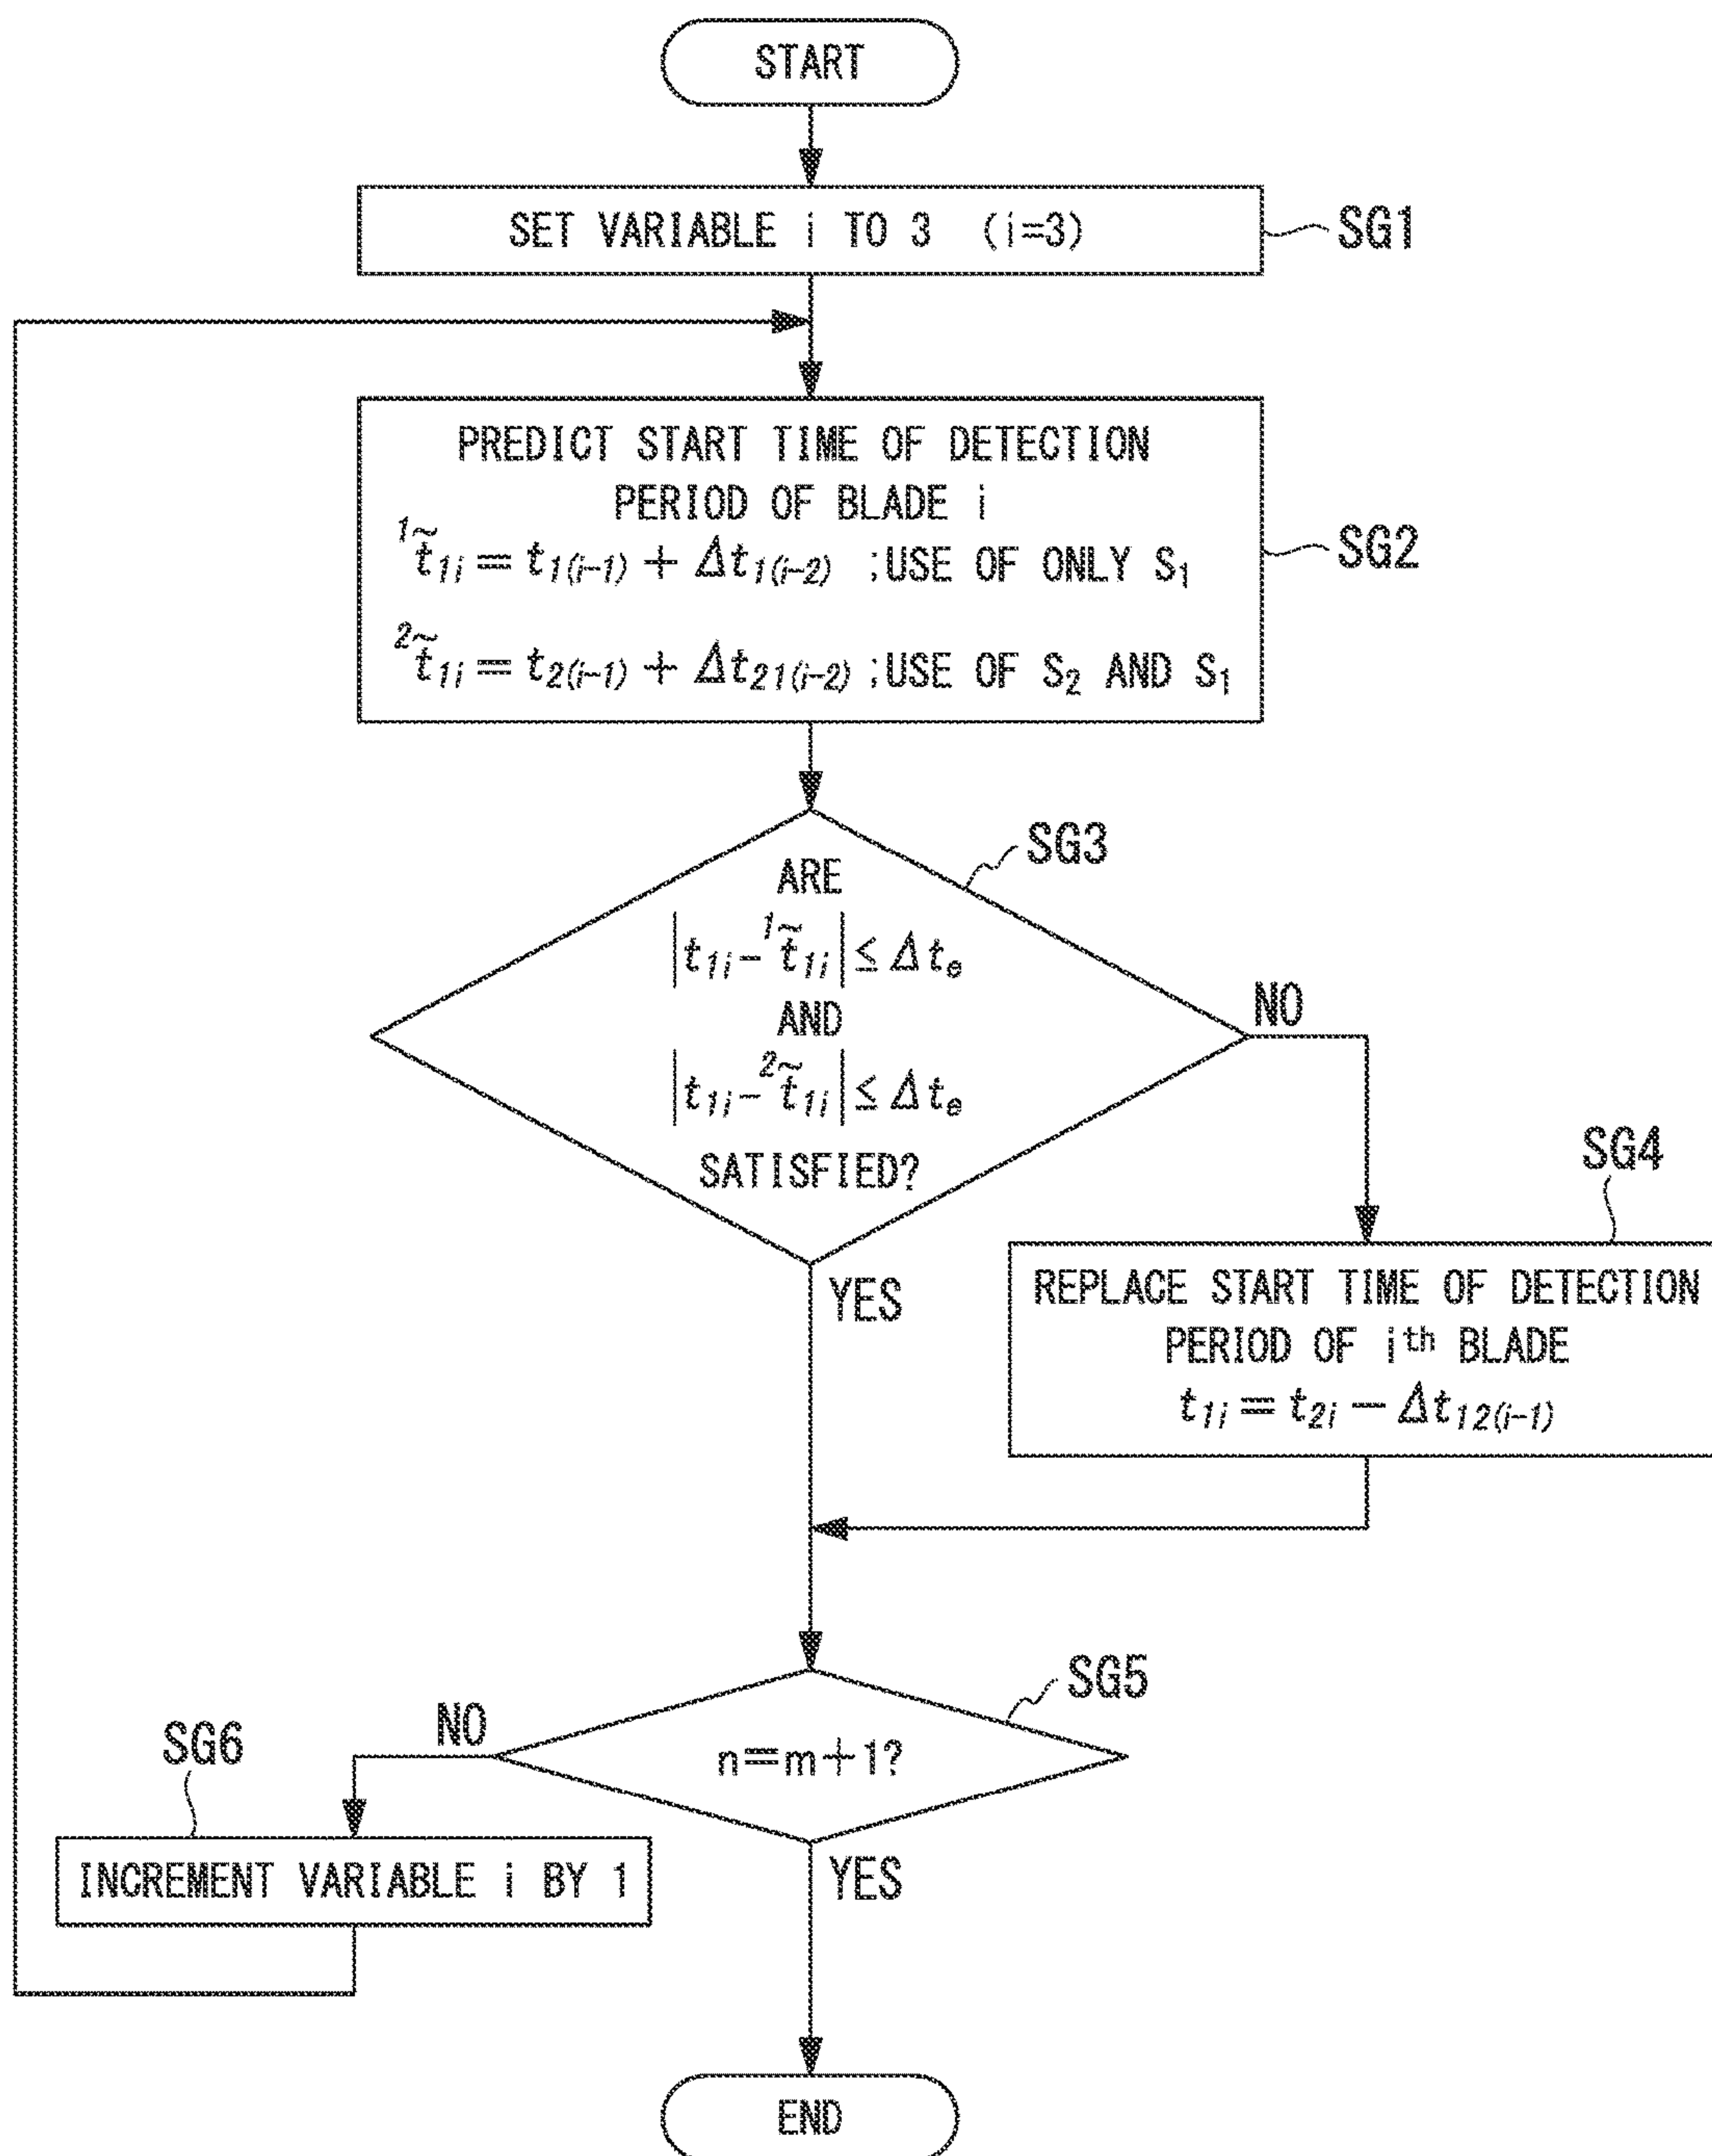 START
SET VARIABLE i TO 3 (i=3)
SG1
PREDICT START TIME OF DETECTION
PERIOD OF BLADE i
¹t̃₁ᵢ = t₁₍ᵢ₋₁₎ + Δt₁₍ᵢ₋₂₎ ;USE OF ONLY S₁
²t̃₁ᵢ = t₂₍ᵢ₋₁₎ + Δt₂₁₍ᵢ₋₂₎ ;USE OF S₂ AND S₁
SG2
SG3
ARE
|t₁ᵢ − ¹t̃₁ᵢ| ≤ Δtₑ
AND
|t₁ᵢ − ²t̃₁ᵢ| ≤ Δtₑ
SATISFIED?
NO
YES
SG4
REPLACE START TIME OF DETECTION
PERIOD OF iᵗʰ BLADE
t₁ᵢ = t₂ᵢ − Δt₁₂₍ᵢ₋₁₎
SG5
n=m+1?
NO
YES
SG6
INCREMENT VARIABLE i BY 1
END